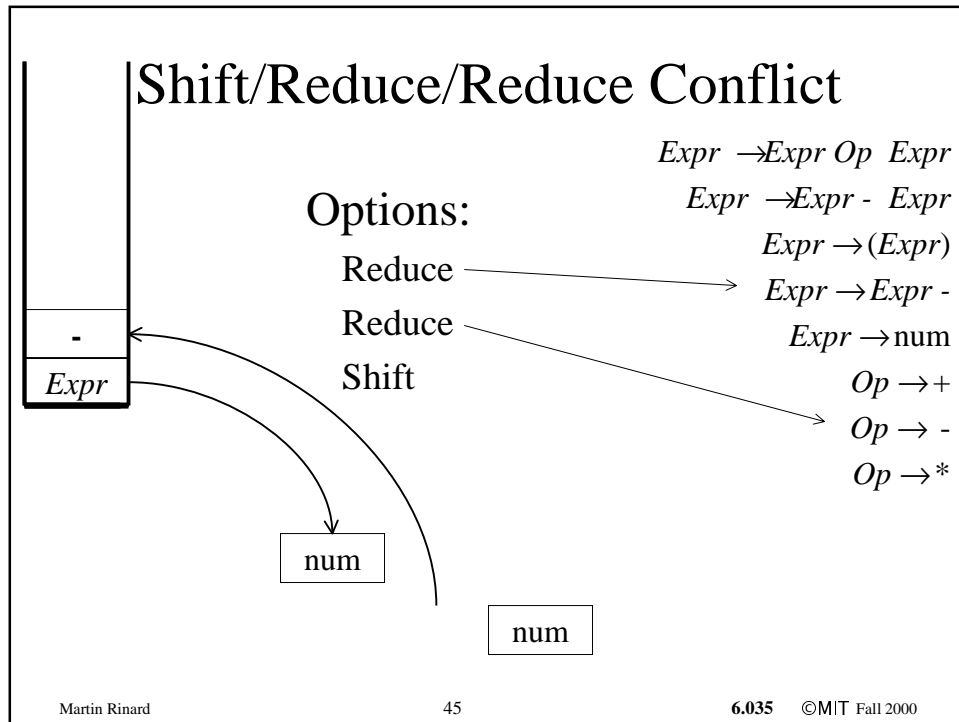 Shift/Reduce/Reduce Conflict
Expr → Expr Op Expr
Expr → Expr - Expr
Expr → (Expr)
Expr → Expr -
Expr → num
Op → +
Op → -
Op → *
Options:
Reduce
Reduce
Shift
-
Expr
num
num
Martin Rinard 45 6.035 ©MIT Fall 2000